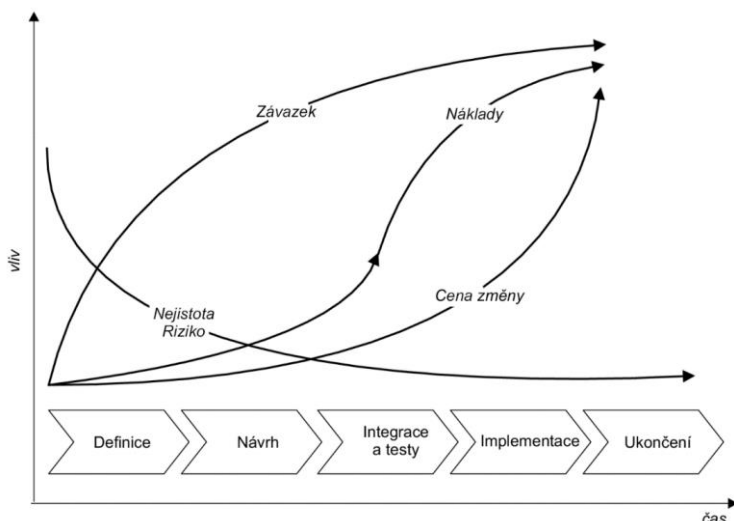 Závazek
Náklady
vliv
Cena změny
Nejistota
Riziko
Definice
Návrh
Integrace
a testy
Implementace
Ukončení
čas